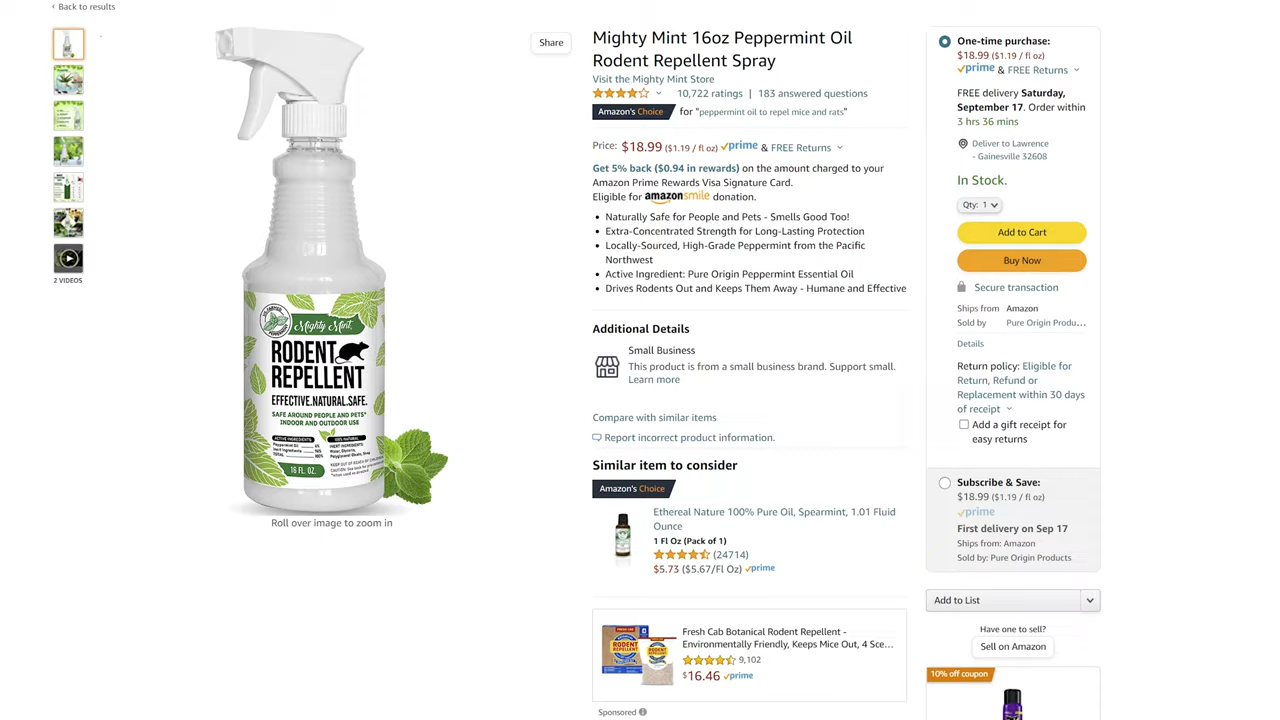 ‹ Back to results
2 VIDEOS
Share
Mighty Mint
RODENT
REPELLENT
EFFECTIVE.NATURAL.SAFE.
SAFE AROUND PEOPLE AND PETS*
INDOOR AND OUTDOOR USE
16 FL. OZ.
Roll over image to zoom in
Mighty Mint 16oz Peppermint Oil
Rodent Repellent Spray
Visit the Mighty Mint Store
10,722 ratings | 183 answered questions
Amazon's Choice for "peppermint oil to repel mice and rats"
Price: $18.99 ($1.19 / fl oz) prime & FREE Returns
Get 5% back ($0.94 in rewards) on the amount charged to your
Amazon Prime Rewards Visa Signature Card.
Eligible for amazonsmile donation.
• Naturally Safe for People and Pets - Smells Good Too!
• Extra-Concentrated Strength for Long-Lasting Protection
• Locally-Sourced, High-Grade Peppermint from the Pacific
Northwest
• Active Ingredient: Pure Origin Peppermint Essential Oil
• Drives Rodents Out and Keeps Them Away - Humane and Effective
Additional Details
Small Business
This product is from a small business brand. Support small.
Learn more
Compare with similar items
Report incorrect product information.
Similar item to consider
Amazon's Choice
Ethereal Nature 100% Pure Oil, Spearmint, 1.01 Fluid
Ounce
1 Fl Oz (Pack of 1)
(24714)
$5.73 ($5.67/Fl Oz) prime
RODENT
REPELLENT
Fresh Cab Botanical Rodent Repellent -
Environmentally Friendly, Keeps Mice Out, 4 Sce...
9,102
$16.46 prime
Sponsored
One-time purchase:
$18.99 ($1.19 / fl oz)
prime & FREE Returns
FREE delivery Saturday,
September 17. Order within
3 hrs 36 mins
Deliver to Lawrence
- Gainesville 32608
In Stock.
Qty: 1
Add to Cart
Buy Now
Secure transaction
Ships from Amazon
Sold by Pure Origin Produ...
Details
Return policy: Eligible for
Return, Refund or
Replacement within 30 days
of receipt
Add a gift receipt for
easy returns
Subscribe & Save:
$18.99 ($1.19 / fl oz)
prime
First delivery on Sep 17
Ships from: Amazon
Sold by: Pure Origin Products
Add to List
Have one to sell?
Sell on Amazon
10% off coupon